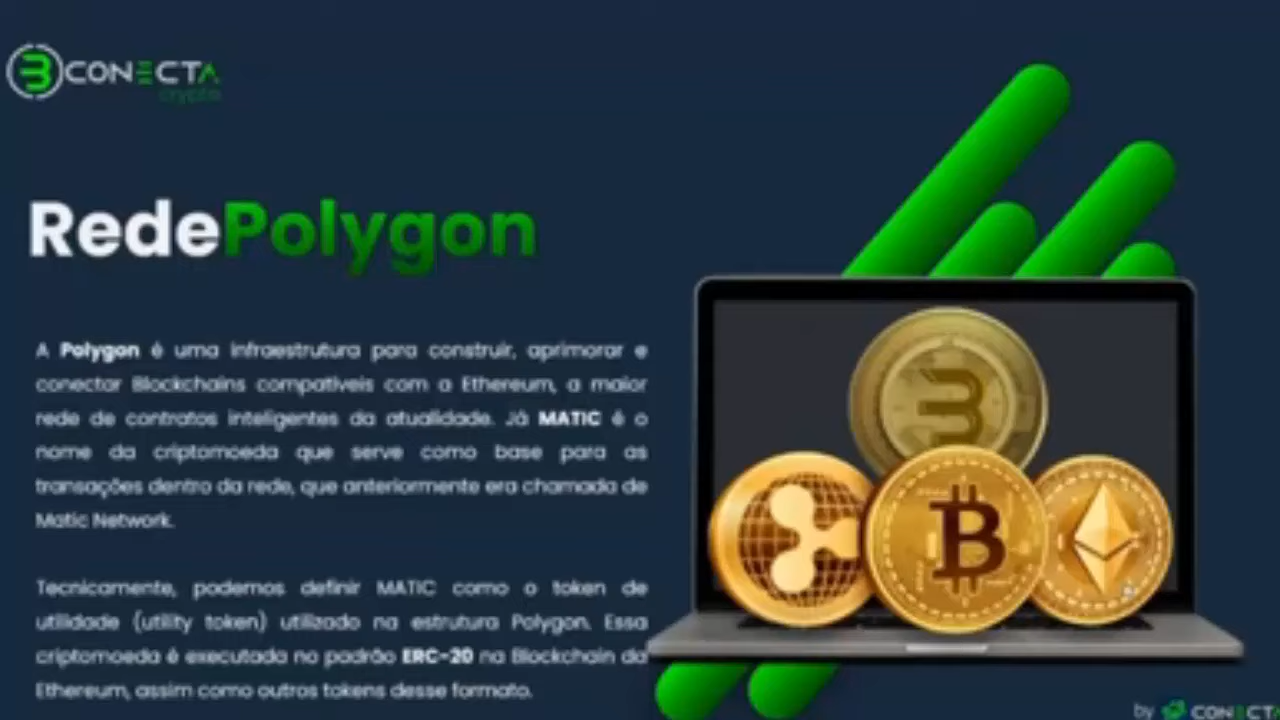 CONECTA
crypto
RedePolygon
A Polygon é uma infraestrutura para construir, aprimorar e
conectar Blockchains compatíveis com a Ethereum, a maior
rede de contratos inteligentes da atualidade. Já MATIC é o
nome da criptomoeda que serve como base para as
transações dentro da rede, que anteriormente era chamada de
Matic Network.
Tecnicamente, podemos definir MATIC como o token de
utilidade (utility token) utilizado na estrutura Polygon. Essa
criptomoeda é executada no padrão ERC-20 na Blockchain da
Ethereum, assim como outros tokens desse formato.
by CONECTA